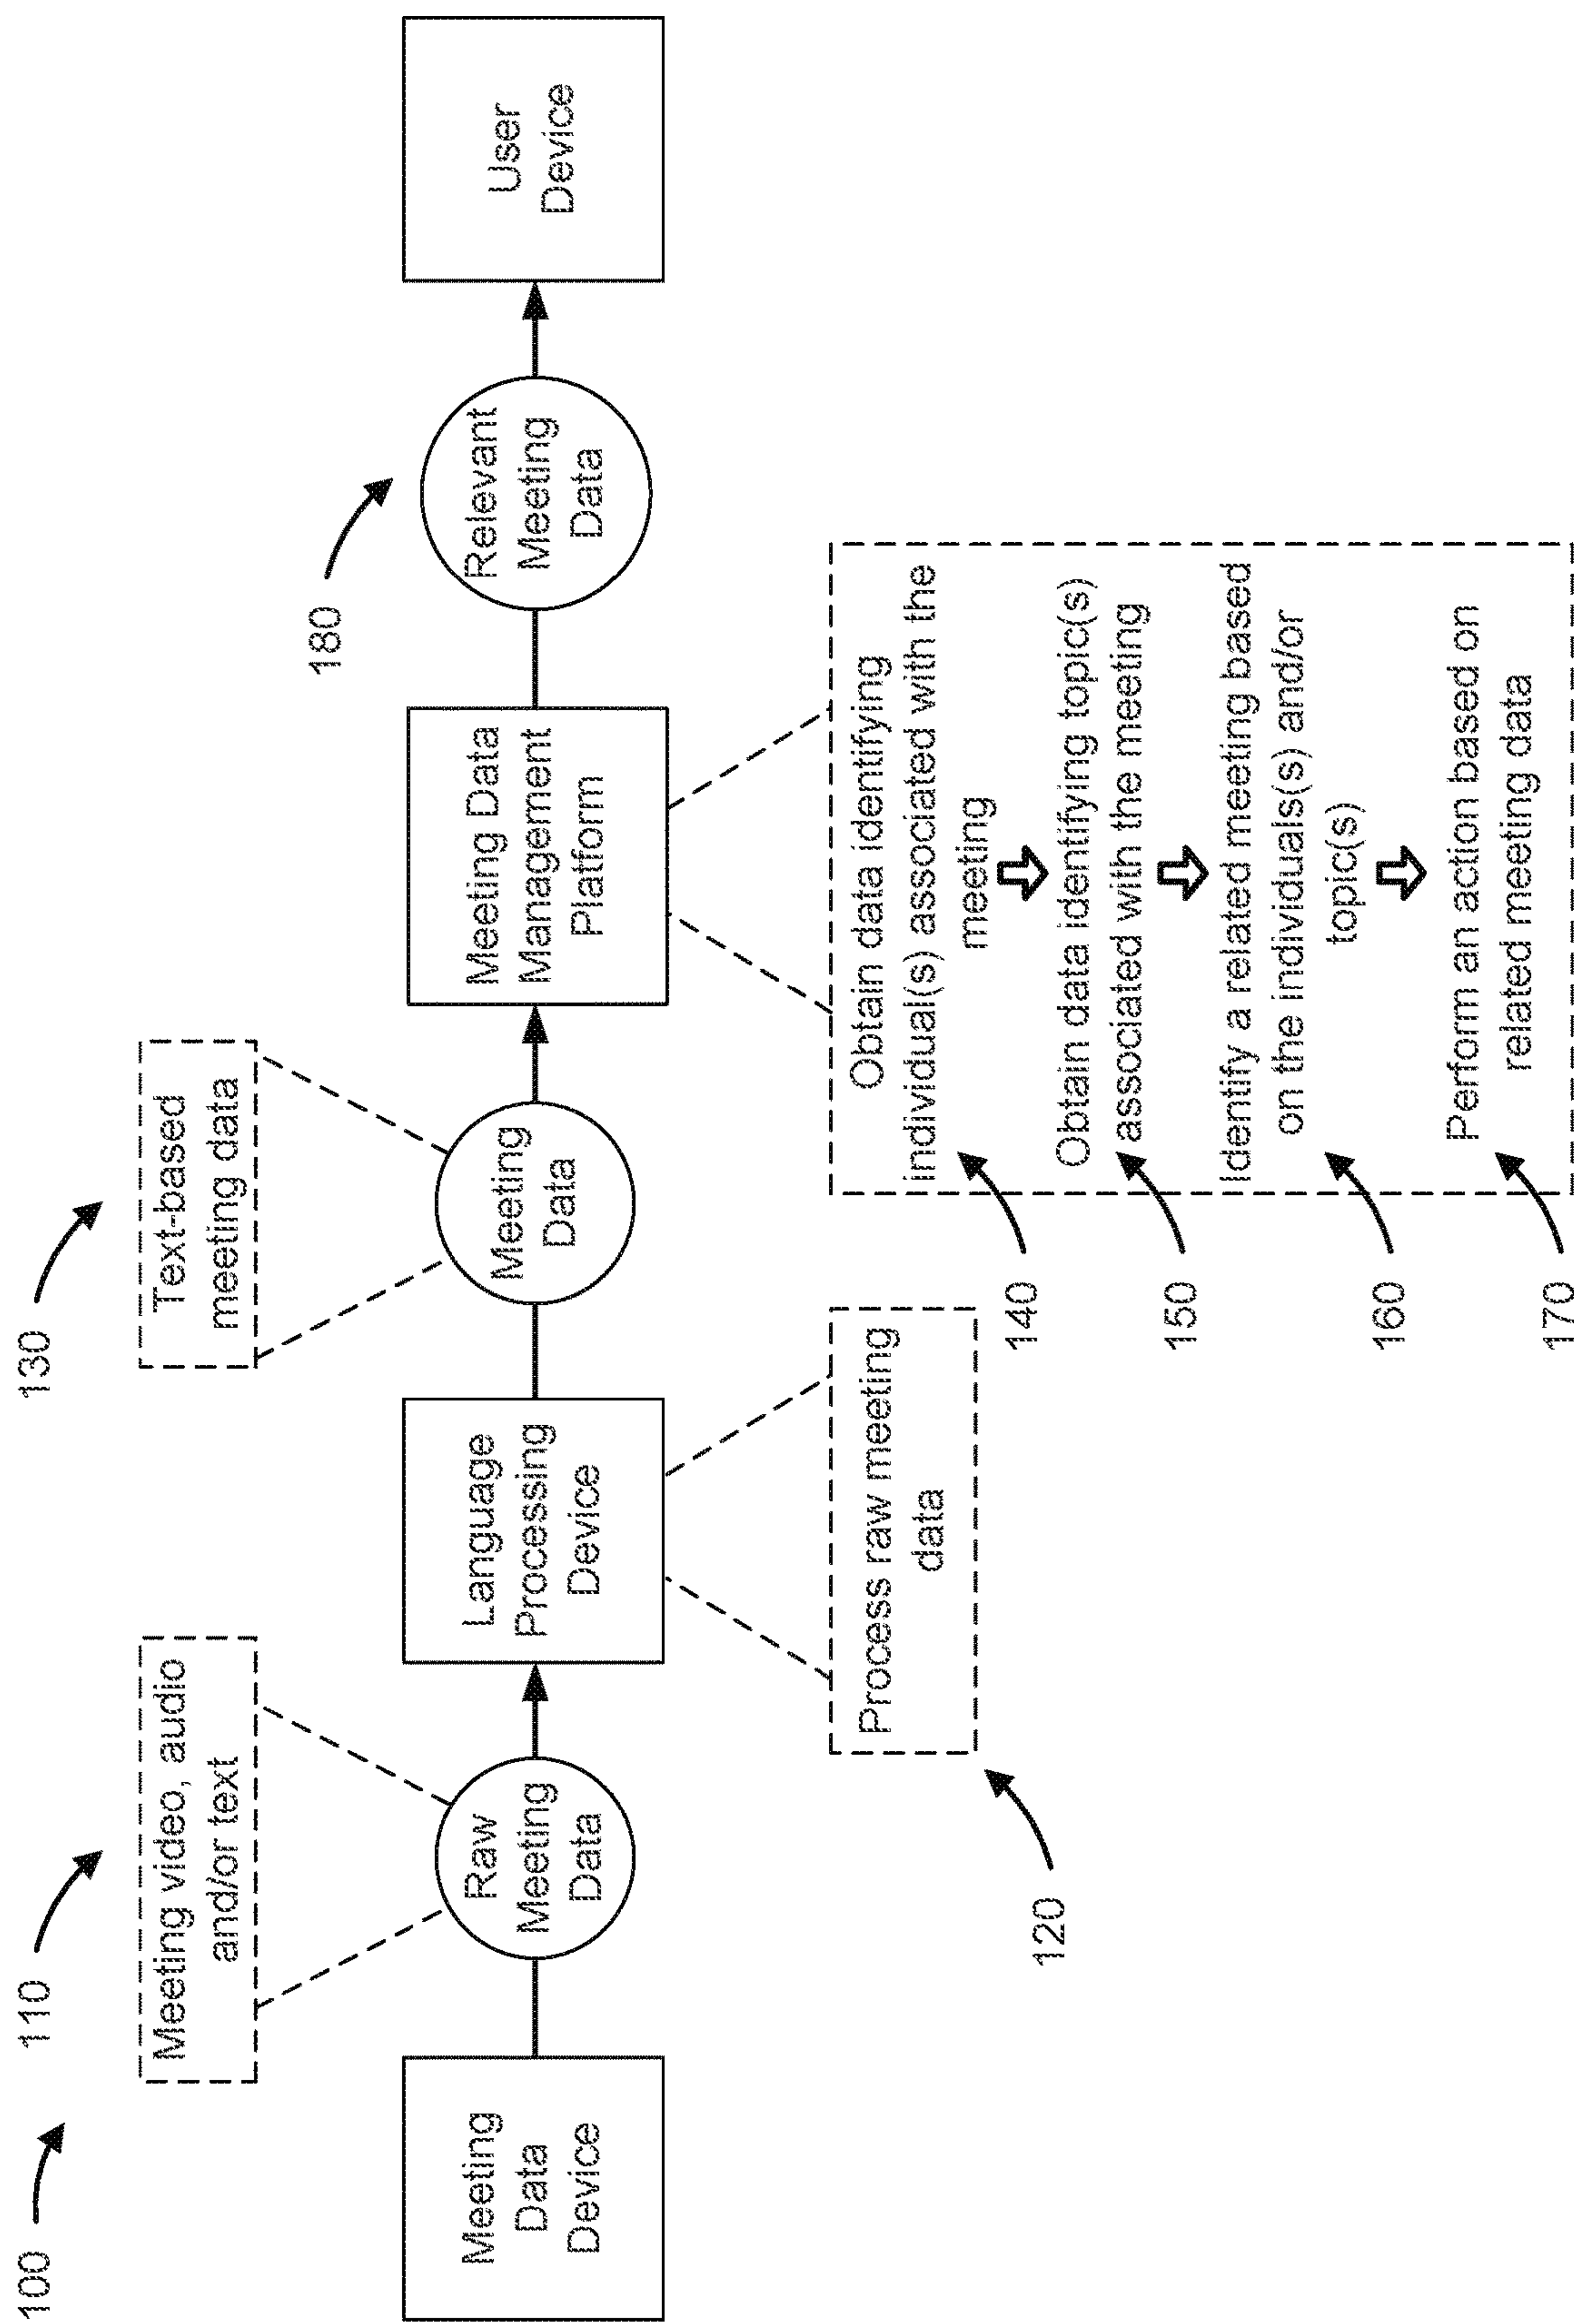 100
110
130
180
Meeting video, audio
and/or text
Text-based
meeting data
Meeting
Data
Device
Raw
Meeting
Data
Language
Processing
Device
Meeting
Data
Meeting Data
Management
Platform
Relevant
Meeting
Data
User
Device
120
Process raw meeting
data
Obtain data identifying
individual(s) associated with the
meeting
140
Obtain data identifying topic(s)
associated with the meeting
150
Identify a related meeting based
on the individuals(s) and/or
topic(s)
160
Perform an action based on
related meeting data
170